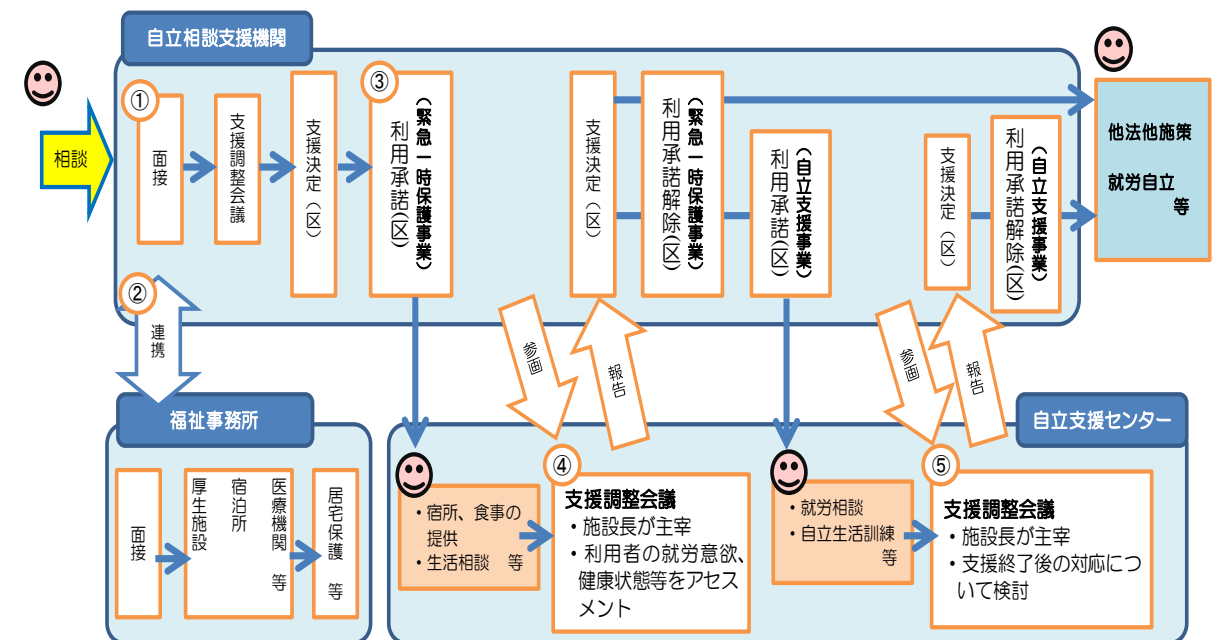 自立相談支援機関
相談
①
面接
支援調整会議
支援決定（区）
③
（緊急一時保護事業）
利用承諾(区)
支援決定（区）
（緊急一時保護事業）
利用承諾解除(区)
（自立支援事業）
利用承諾(区)
支援決定（区）
（自立支援事業）
利用承諾解除(区)
他法他施策
就労自立
等
②
連携
参画
報告
参画
報告
福祉事務所
面接
厚生施設
宿泊所
医療機関　等
居宅保護　等
自立支援センター
・宿所、食事の
提供
・生活相談　等
④
支援調整会議
・施設長が主宰
・利用者の就労意欲、
健康状態等をアセス
メント
・就労相談
・自立生活訓練
等
⑤
支援調整会議
・施設長が主宰
・支援終了後の対応につ
いて検討